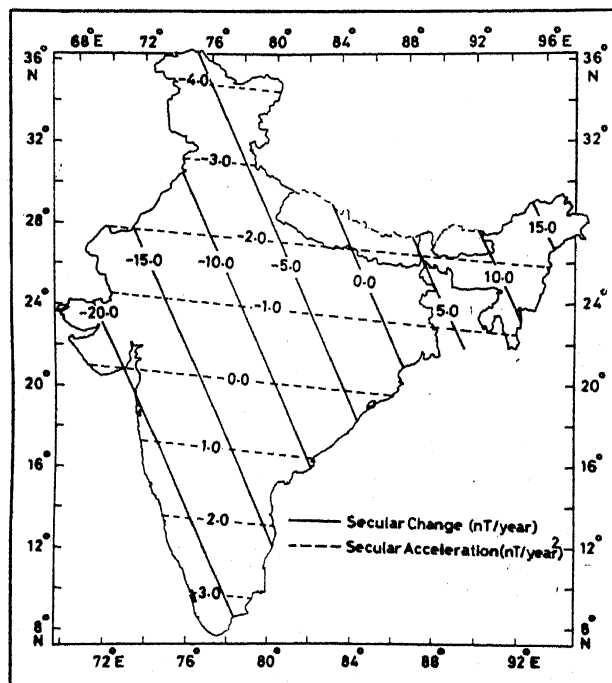 68°E 72° 76° 80° 84° 88° 92° 96°E
36° N 36° N
-4.0
32° 32°
-3.0
28° 28°
15.0
-2.0
-15.0 -10.0 -5.0 0.0 10.0
24° 24°
-20.0 -1.0 5.0
20° 20°
0.0
16° 16°
1.0
2.0 Secular Change (nT/year)
12° 12°
Secular Acceleration(nT/year)2
3.0
8° N 8° N
72°E 76° 80° 84° 88° 92°E